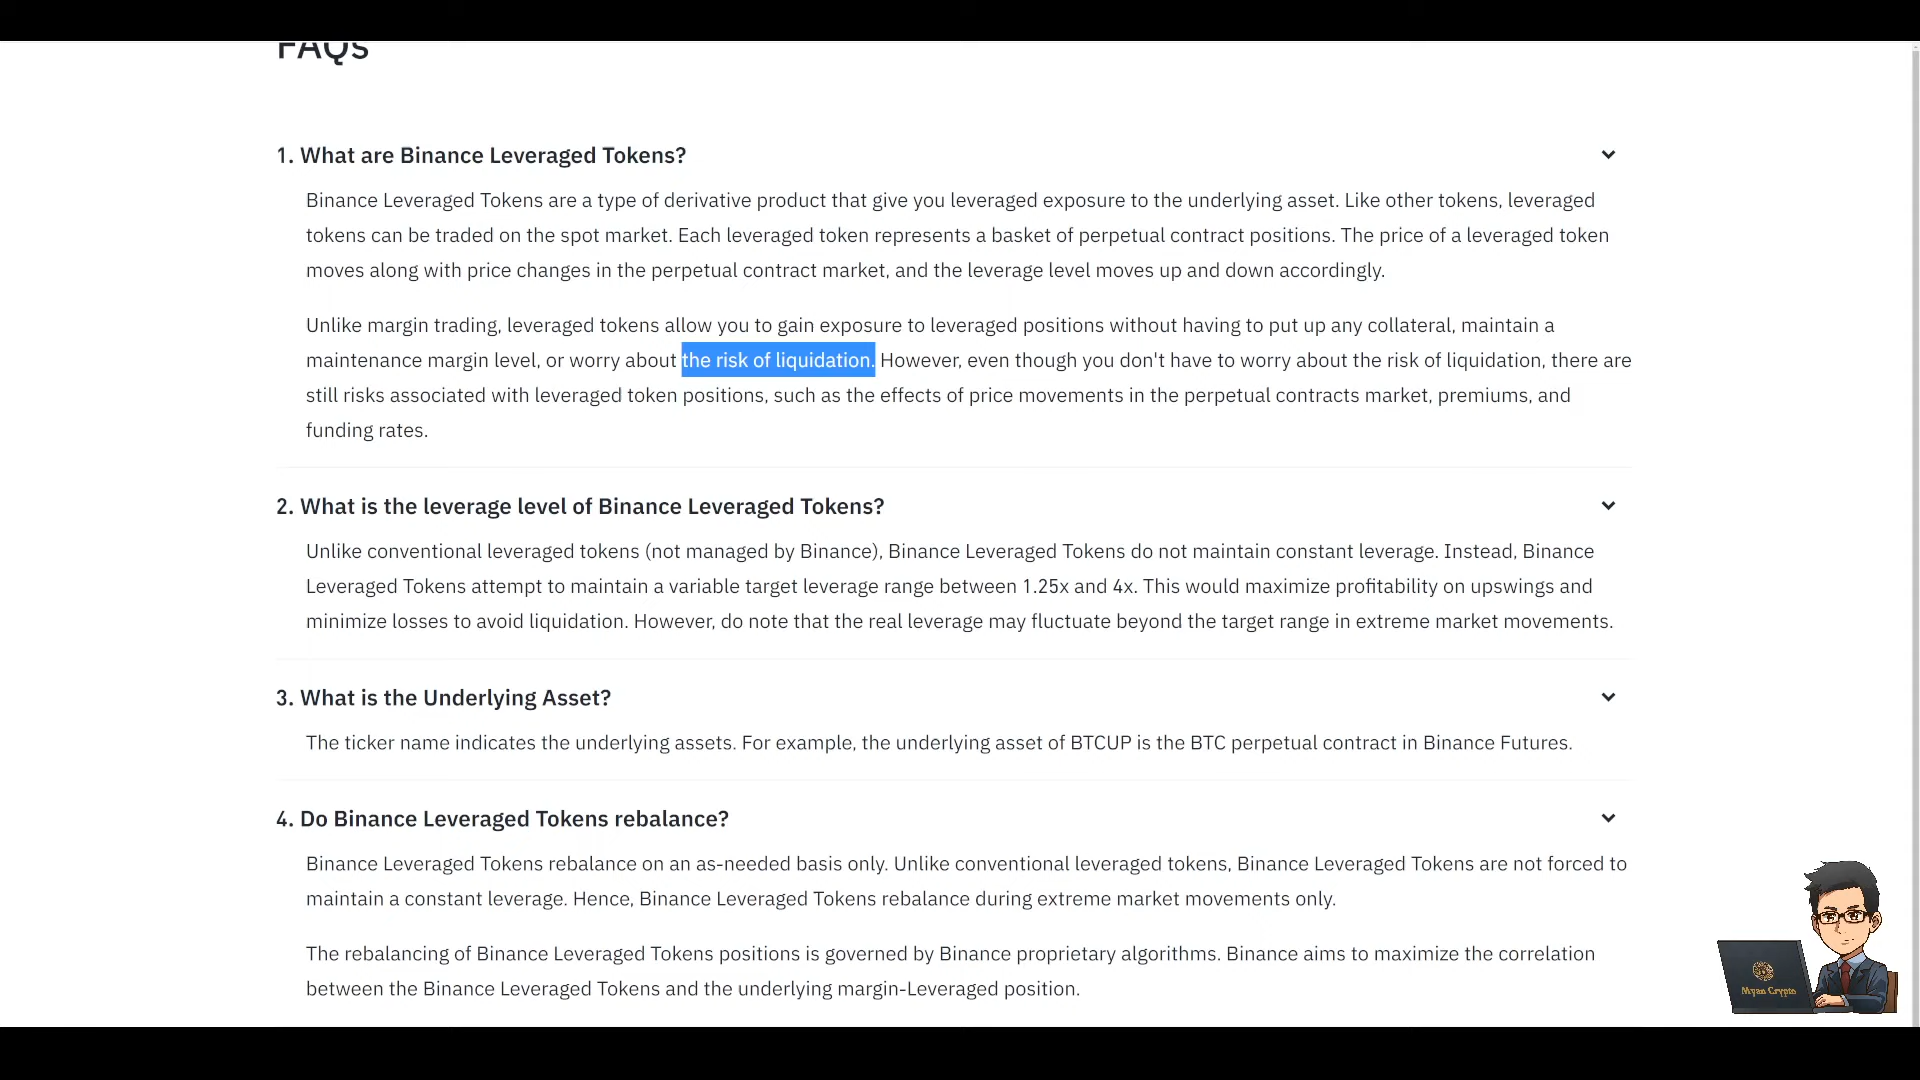 FAQs
1. What are Binance Leveraged Tokens?
Binance Leveraged Tokens are a type of derivative product that give you leveraged exposure to the underlying asset. Like other tokens, leveraged
tokens can be traded on the spot market. Each leveraged token represents a basket of perpetual contract positions. The price of a leveraged token
moves along with price changes in the perpetual contract market, and the leverage level moves up and down accordingly.
Unlike margin trading, leveraged tokens allow you to gain exposure to leveraged positions without having to put up any collateral, maintain a
maintenance margin level, or worry about the risk of liquidation. However, even though you don't have to worry about the risk of liquidation, there are
still risks associated with leveraged token positions, such as the effects of price movements in the perpetual contracts market, premiums, and
funding rates.
2. What is the leverage level of Binance Leveraged Tokens?
Unlike conventional leveraged tokens (not managed by Binance), Binance Leveraged Tokens do not maintain constant leverage. Instead, Binance
Leveraged Tokens attempt to maintain a variable target leverage range between 1.25x and 4x. This would maximize profitability on upswings and
minimize losses to avoid liquidation. However, do note that the real leverage may fluctuate beyond the target range in extreme market movements.
3. What is the Underlying Asset?
The ticker name indicates the underlying assets. For example, the underlying asset of BTCUP is the BTC perpetual contract in Binance Futures.
4. Do Binance Leveraged Tokens rebalance?
Binance Leveraged Tokens rebalance on an as-needed basis only. Unlike conventional leveraged tokens, Binance Leveraged Tokens are not forced to
maintain a constant leverage. Hence, Binance Leveraged Tokens rebalance during extreme market movements only.
The rebalancing of Binance Leveraged Tokens positions is governed by Binance proprietary algorithms. Binance aims to maximize the correlation
between the Binance Leveraged Tokens and the underlying margin-Leveraged position.
Myan Crypto